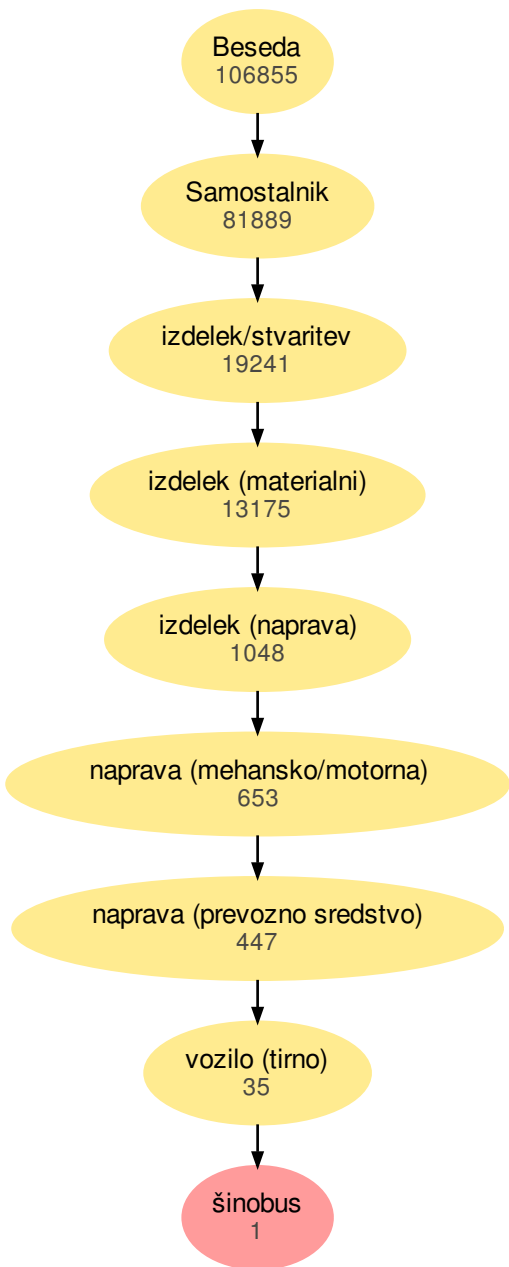 Beseda
106855
Samostalnik
81889
izdelek/stvaritev
19241
izdelek (materialni)
13175
izdelek (naprava)
1048
naprava (mehansko/motorna)
653
naprava (prevozno sredstvo)
447
vozilo (tirno)
35
šinobus
1